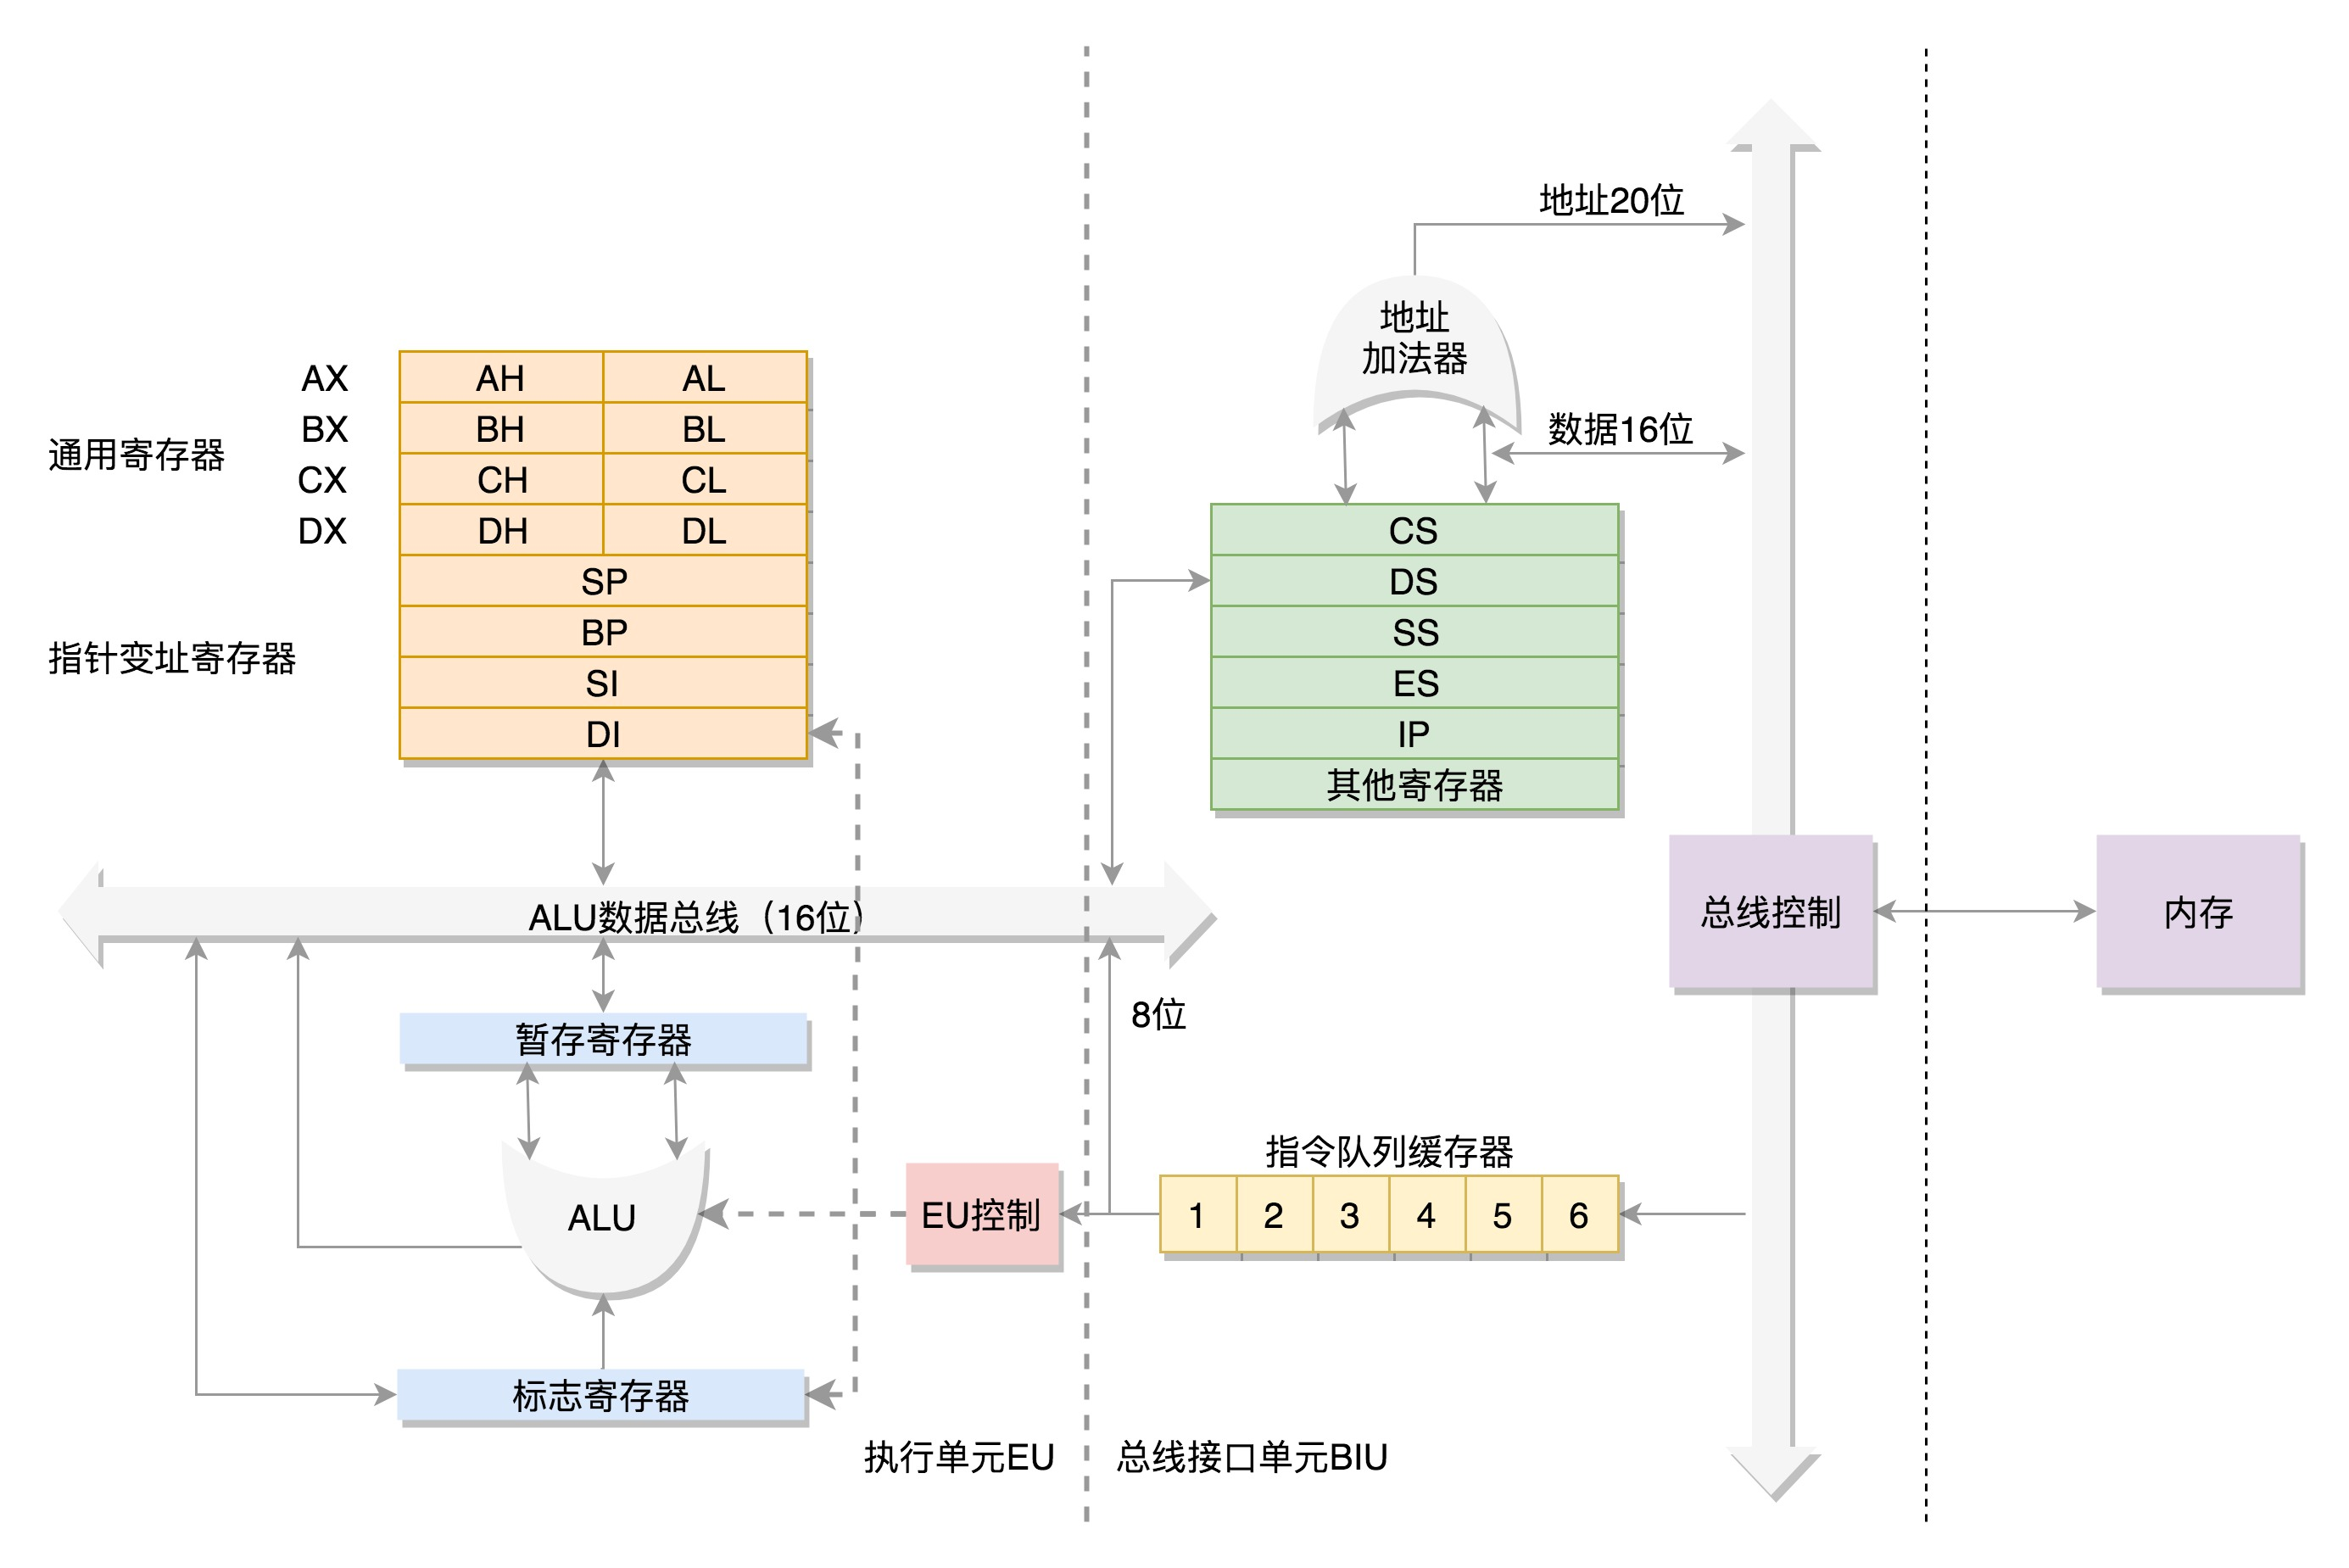 地址20位
地址
加法器
数据16位
通用寄存器
AX
AH
AL
BX
BH
BL
CX
CH
CL
DX
DH
DL
指针变址寄存器
SP
BP
SI
DI
CS
DS
SS
ES
IP
其他寄存器
ALU数据总线（16位）
总线控制
内存
8位
暂存寄存器
ALU
EU控制
指令队列缓存器
1
2
3
4
5
6
标志寄存器
执行单元EU
总线接口单元BIU